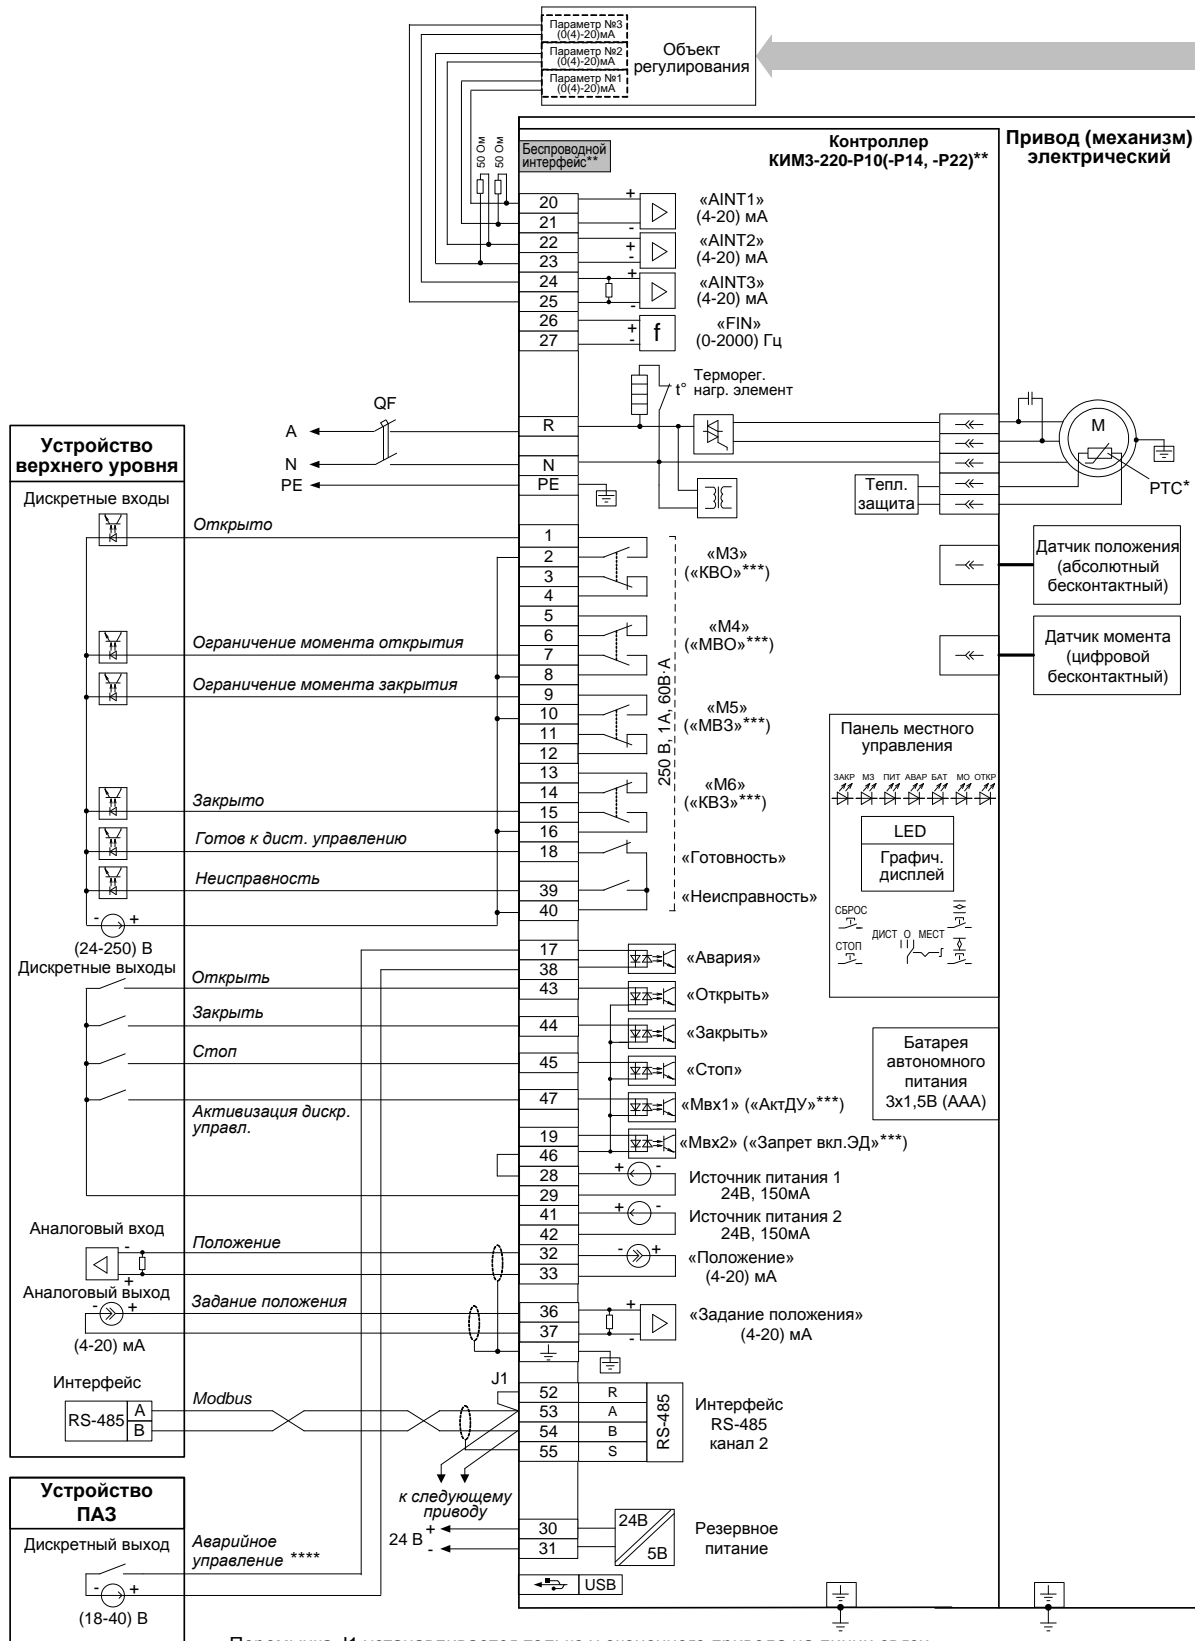 Параметр №3
(0(4)-20)мА
Параметр №2
(0(4)-20)мА
Параметр №1
(0(4)-20)мА
Объект
регулирования
50 Ом
50 Ом
Беспроводной
интерфейс**
Контроллер
КИМ3-220-Р10(-Р14, -Р22)**
Привод (механизм)
электрический
20
21
22
23
24
25
26
27
+
-
«AINT1»
(4-20) мА
+
-
«AINT2»
(4-20) мА
+
-
«AINT3»
(4-20) мА
+
-
f
«FIN»
(0-2000) Гц
t°
Терморег.
нагр. элемент
QF
A
N
PE
R
N
PE
M
Тепл.
защита
PTC*
Устройство
верхнего уровня
Дискретные входы
Открыто
Ограничение момента открытия
Ограничение момента закрытия
Закрыто
Готов к дист. управлению
Неисправность
- +
(24-250) В
1
2
3
4
5
6
7
8
9
10
11
12
13
14
15
16
18
39
40
«М3»
(«КВО»***)
«М4»
(«МВО»***)
«М5»
(«МВЗ»***)
«М6»
(«КВЗ»***)
«Готовность»
«Неисправность»
250 В, 1А, 60В·А
Датчик положения
(абсолютный
бесконтактный)
Датчик момента
(цифровой
бесконтактный)
Панель местного
управления
ЗАКР МЗ ПИТ АВАР БАТ МО ОТКР
LED
Графич.
дисплей
СБРОС
СТОП
ДИСТ О МЕСТ
Батарея
автономного
питания
3x1,5В (ААА)
Дискретные выходы
Открыть
Закрыть
Стоп
Активизация дискр.
управл.
17
38
43
44
45
47
19
46
28
29
41
42
32
33
36
37
«Авария»
«Открыть»
«Закрыть»
«Стоп»
«Мвх1» («АктДУ»***)
«Мвх2» («Запрет вкл.ЭД»***)
+ -
Источник питания 1
24В, 150мА
+ -
Источник питания 2
24В, 150мА
- +
«Положение»
(4-20) мА
+
-
«Задание положения»
(4-20) мА
Аналоговый вход
-
+
Положение
Аналоговый выход
- +
(4-20) мА
Задание положения
Интерфейс
RS-485
A
B
Modbus
J1
52 R
53 A
54 B
55 S
RS-485
Интерфейс
RS-485
канал 2
к следующему
приводу
24 В
+
-
30
31
24В
5В
Резервное
питание
USB
Устройство
ПАЗ
Дискретный выход
- +
(18-40) В
Аварийное
управление ****